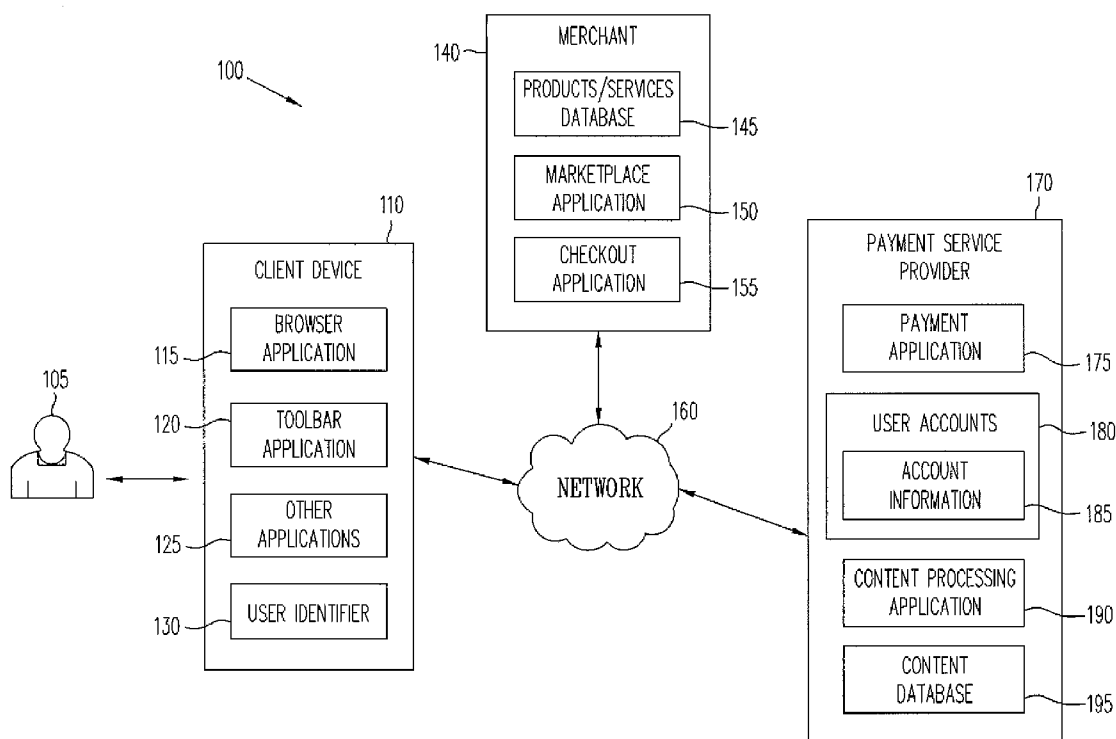 100
140
MERCHANT
PRODUCTS/SERVICES
DATABASE
145
MARKETPLACE
APPLICATION
150
CHECKOUT
APPLICATION
155
110
CLIENT DEVICE
BROWSER
APPLICATION
115
TOOLBAR
APPLICATION
120
OTHER
APPLICATIONS
125
USER IDENTIFIER
130
105
160
NETWORK
170
PAYMENT SERVICE
PROVIDER
PAYMENT
APPLICATION
175
USER ACCOUNTS
180
ACCOUNT
INFORMATION
185
CONTENT PROCESSING
APPLICATION
190
CONTENT
DATABASE
195